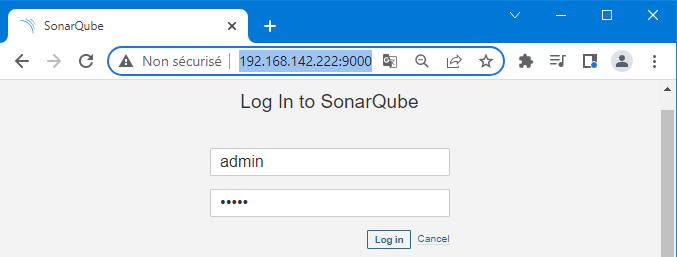 SonarQube
Non sécurisé 192.168.142.222:9000
Log In to SonarQube
admin
•••••
Log in Cancel